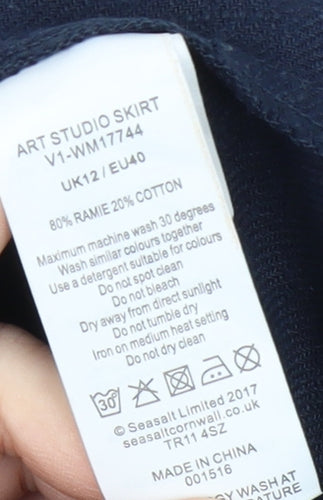 ART STUDIO SKIRT
V1-WM17744
UK12 / EU40
80% RAMIE 20% COTTON
Maximum machine wash 30 degrees
Wash similar colours together
Use a detergent suitable for colours
Do not spot clean
Do not bleach
Dry away from direct sunlight
Do not tumble dry
Iron on medium heat setting
Do not dry clean
30°
© Seasalt Limited 2017
seasaltcornwall.co.uk
TR11 4SZ
MADE IN CHINA
001516
WASH AT